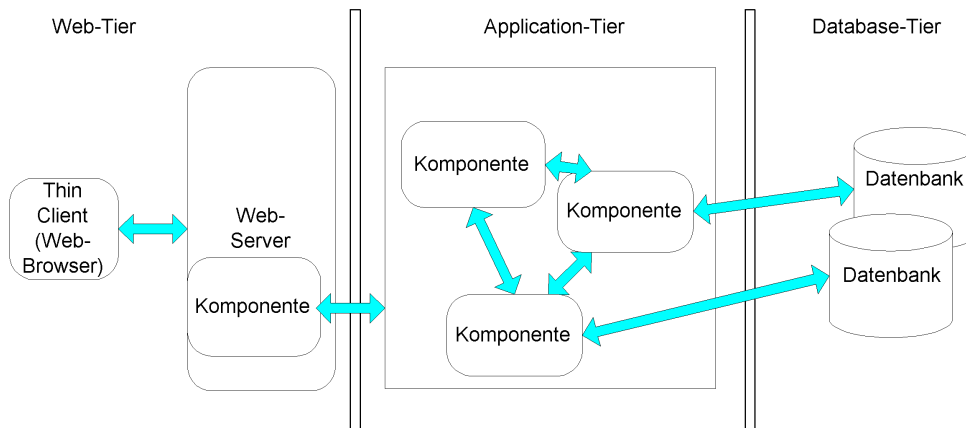 Web-Tier
Application-Tier
Database-Tier
Thin
Client
(Web-
Browser)
Web-
Server
Komponente
Komponente
Komponente
Komponente
Datenbank
Datenbank